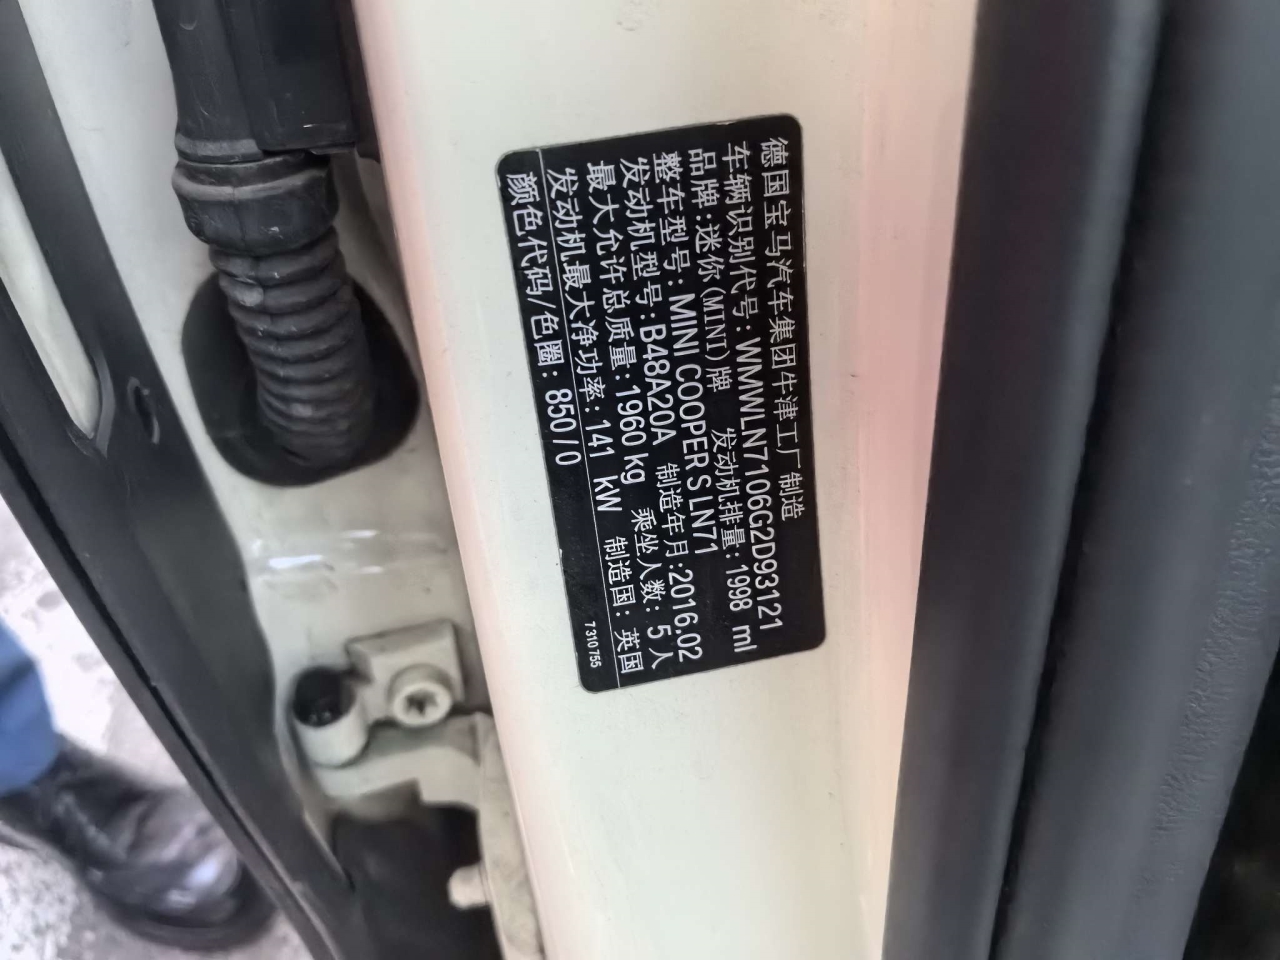 德国宝马汽车集团牛津工厂制造
车辆识别代号: WMWLN7106G2D93121
品牌:迷你(MINI)牌 发动机排量:1998 ml
整车型号: MINI COOPER S LN71
发动机型号: B48A20A 制造年月:2016.02
最大允许总质量:1960 kg 乘坐人数: 5人
发动机最大净功率: 141 kW 制造国: 英国
颜色代码/色圈: 850/0 7310755